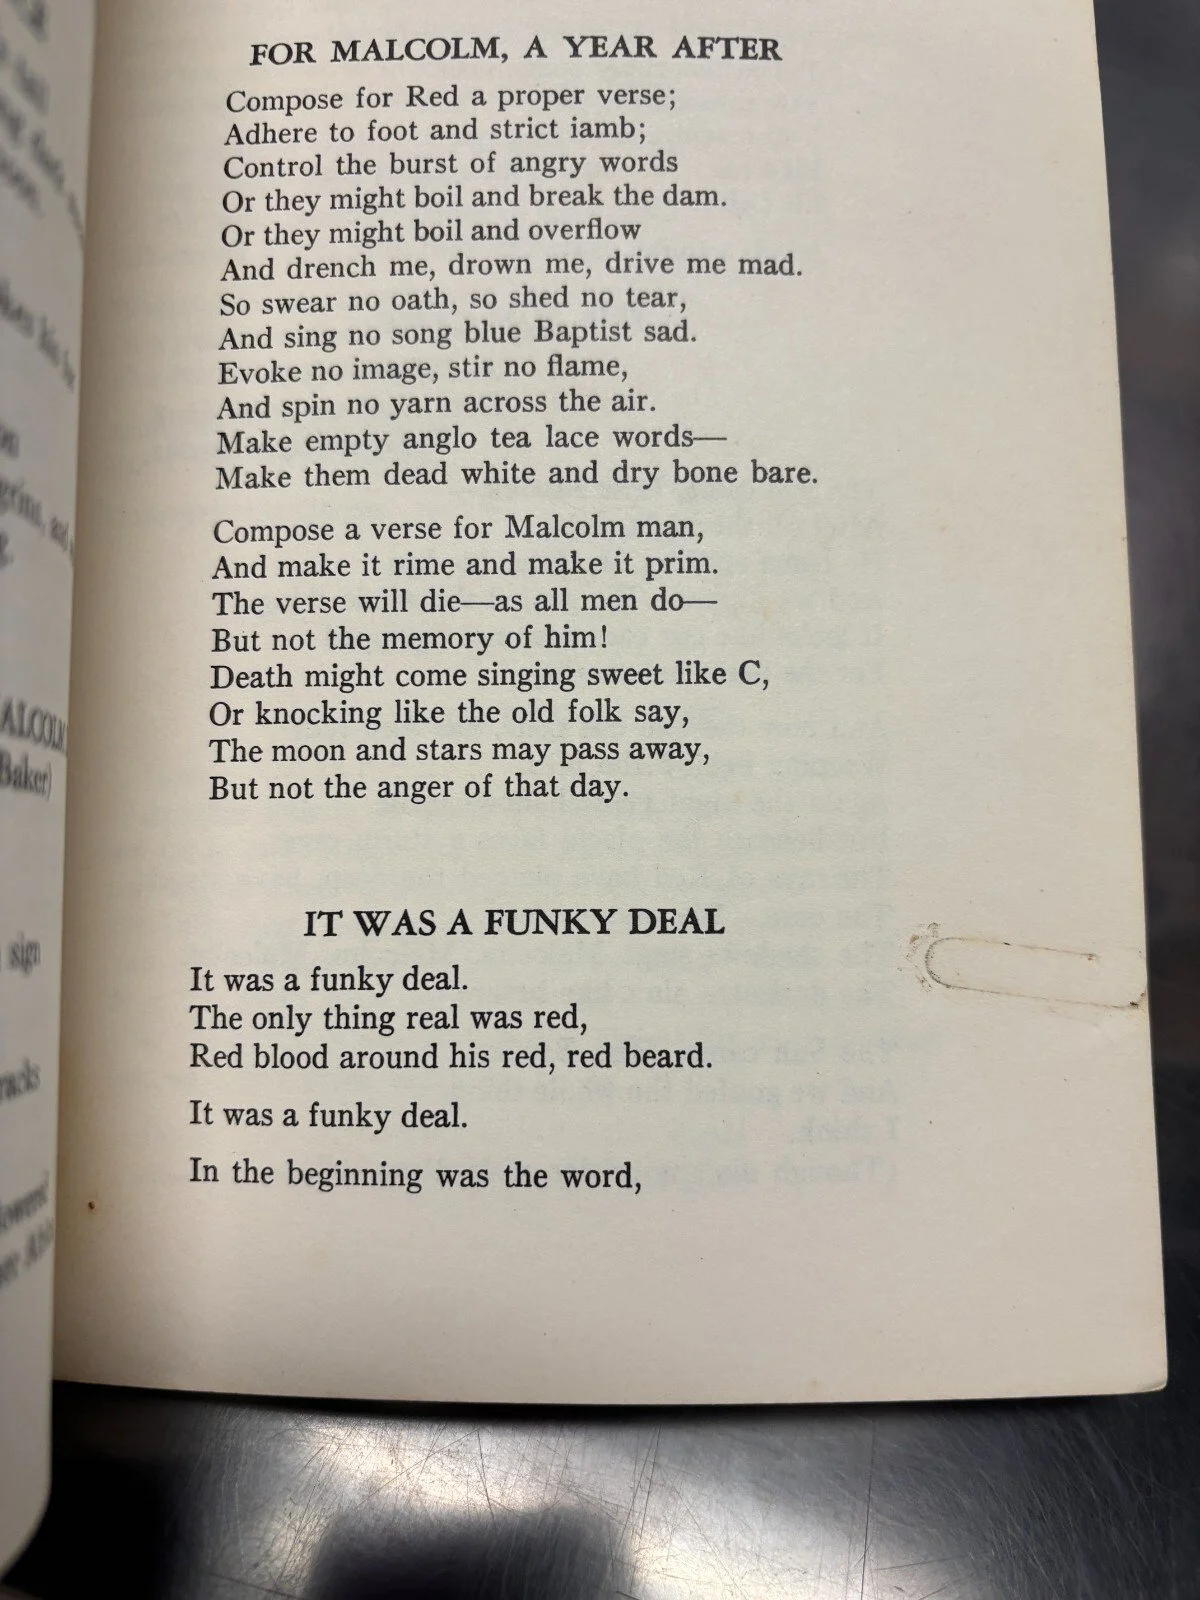 ALCOLM
Baker)
sign
FOR MALCOLM, A YEAR AFTER
Compose for Red a proper verse;
Adhere to foot and strict iamb;
Control the burst of angry words
Or they might boil and break the dam.
Or they might boil and overflow
And drench me, drown me, drive me mad.
So swear no oath, so shed no tear,
And sing no song blue Baptist sad.
Evoke no image, stir no flame,
And spin no yarn across the air.
Make empty anglo tea lace words—
Make them dead white and dry bone bare.
Compose a verse for Malcolm man,
And make it rime and make it prim.
The verse will die—as all men do—
But not the memory of him!
Death might come singing sweet like C,
Or knocking like the old folk say,
The moon and stars may pass away,
But not the anger of that day.
IT WAS A FUNKY DEAL
It was a funky deal.
The only thing real was red,
Red blood around his red, red beard.
It was a funky deal.
In the beginning was the word,